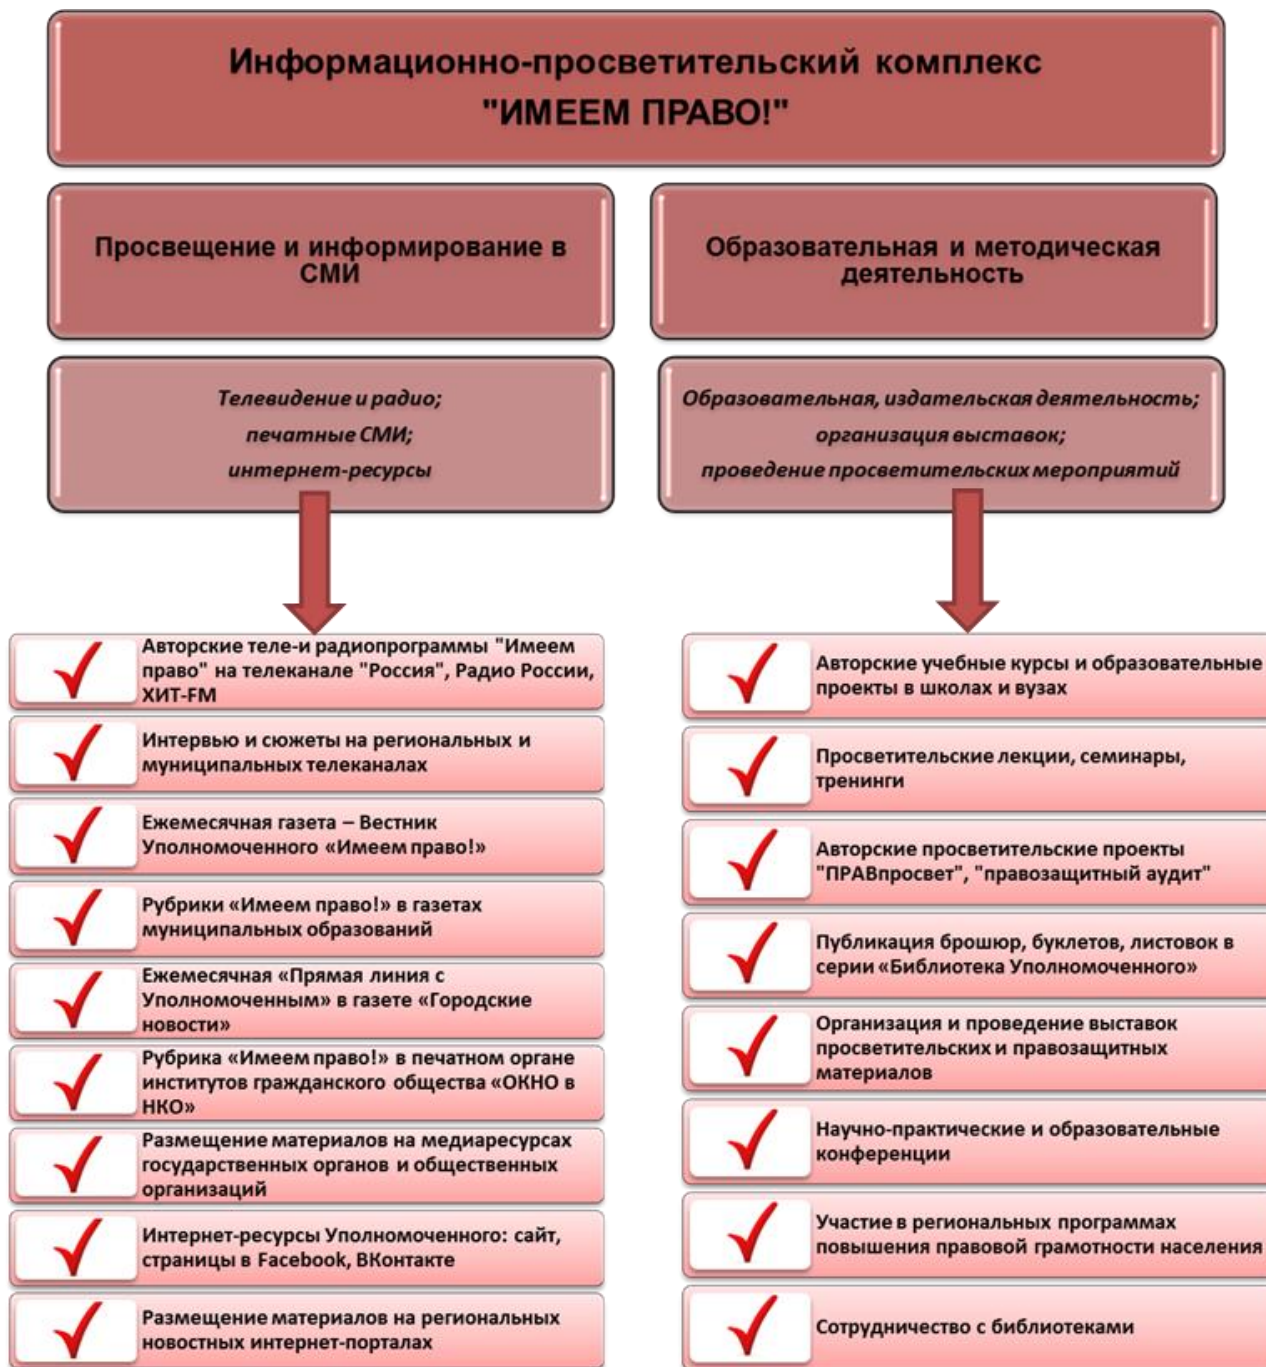 Информационно-просветительский комплекс
"ИМЕЕМ ПРАВО!"
Просвещение и информирование в
СМИ
Телевидение и радио;
печатные СМИ;
интернет-ресурсы
Авторские теле-и радиопрограммы "Имеем
право" на телеканале "Россия", Радио России,
ХИТ-FM
Интервью и сюжеты на региональных и
муниципальных телеканалах
Ежемесячная газета – Вестник
Уполномоченного «Имеем право!»
Рубрики «Имеем право!» в газетах
муниципальных образований
Ежемесячная «Прямая линия с
Уполномоченным» в газете «Городские
новости»
Рубрика «Имеем право!» в печатном органе
институтов гражданского общества «ОКНО в
НКО»
Размещение материалов на медиаресурсах
государственных органов и общественных
организаций
Интернет-ресурсы Уполномоченного: сайт,
страницы в Facebook, ВКонтакте
Размещение материалов на региональных
новостных интернет-порталах
Образовательная и методическая
деятельность
Образовательная, издательская деятельность;
организация выставок;
проведение просветительских мероприятий
Авторские учебные курсы и образовательные
проекты в школах и вузах
Просветительские лекции, семинары,
тренинги
Авторские просветительские проекты
"ПРАВпросвет", "правозащитный аудит"
Публикация брошюр, буклетов, листовок в
серии «Библиотека Уполномоченного»
Организация и проведение выставок
просветительских и правозащитных
материалов
Научно-практические и образовательные
конференции
Участие в региональных программах
повышения правовой грамотности населения
Сотрудничество с библиотеками